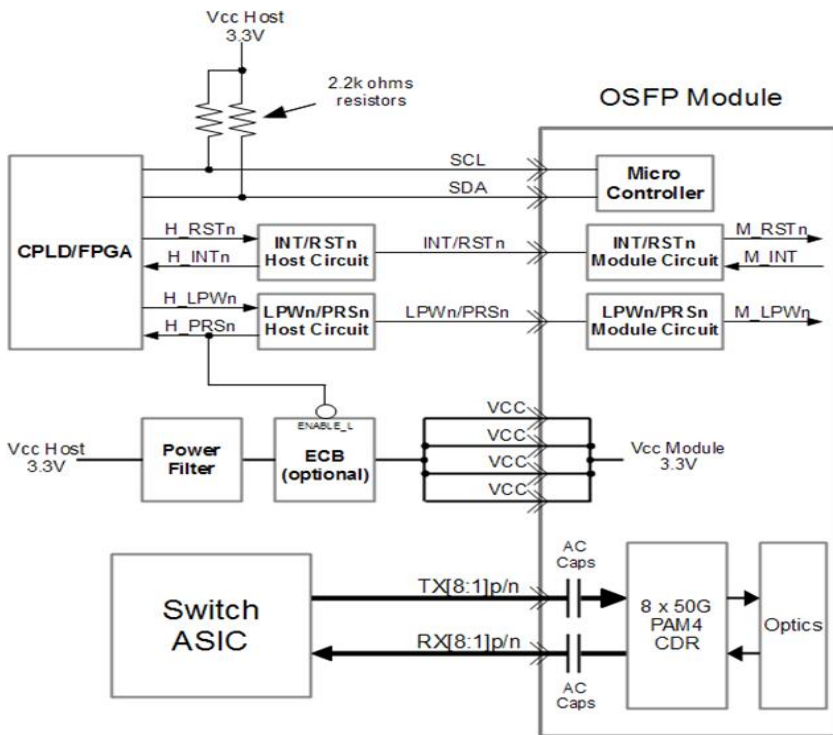 Vcc Host
3.3V
2.2k ohms
resistors
OSFP Module
CPLD/FPGA
SCL
SDA
Micro
Controller
H_RSTn
H_INTn
INT/RSTn
Host Circuit
INT/RSTn
INT/RSTn
Module Circuit
M_RSTn
M_INT
H_LPWn
H_PRSn
LPWn/PRSn
Host Circuit
LPWn/PRSn
LPWn/PRSn
Module Circuit
M_LPWn
Vcc Host
3.3V
Power
Filter
ENABLE_L
ECB
(optional)
VCC
VCC
VCC
VCC
Vcc Module
3.3V
Switch
ASIC
TX[8:1]p/n
RX[8:1]p/n
AC
Caps
AC
Caps
8 x 50G
PAM4
CDR
Optics